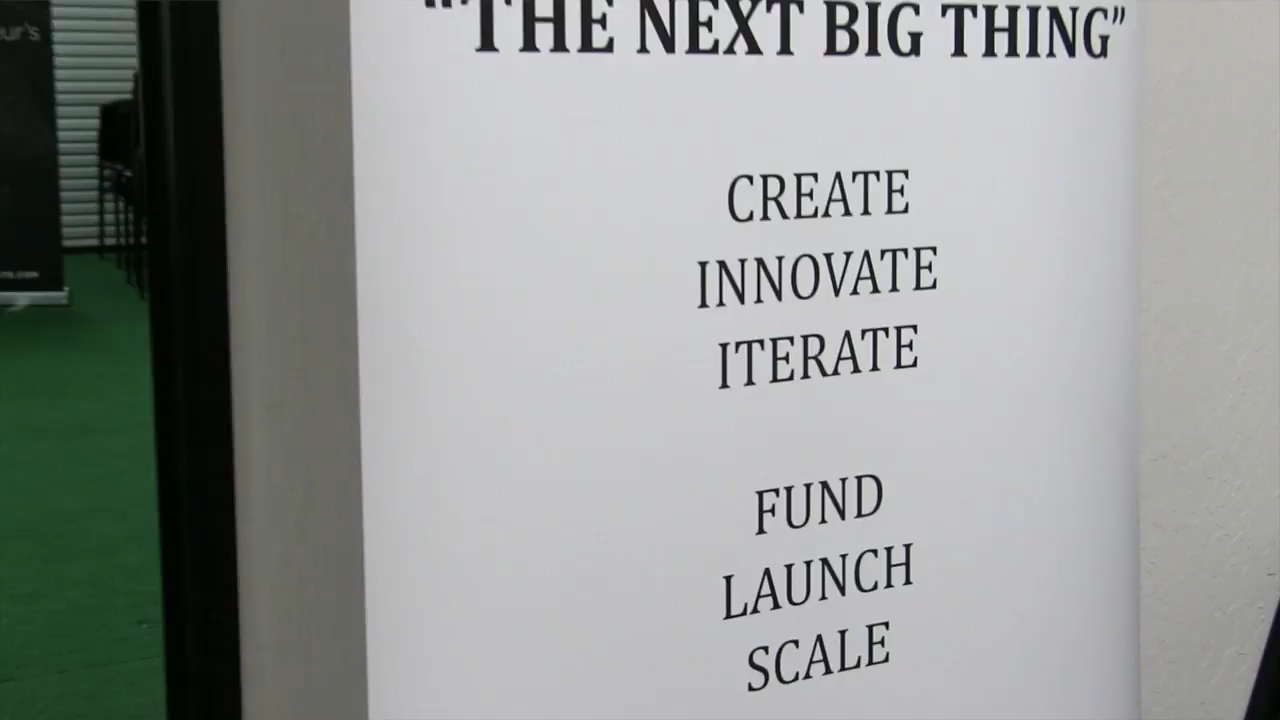 "THE NEXT BIG THING"
CREATE
INNOVATE
ITERATE
FUND
LAUNCH
SCALE